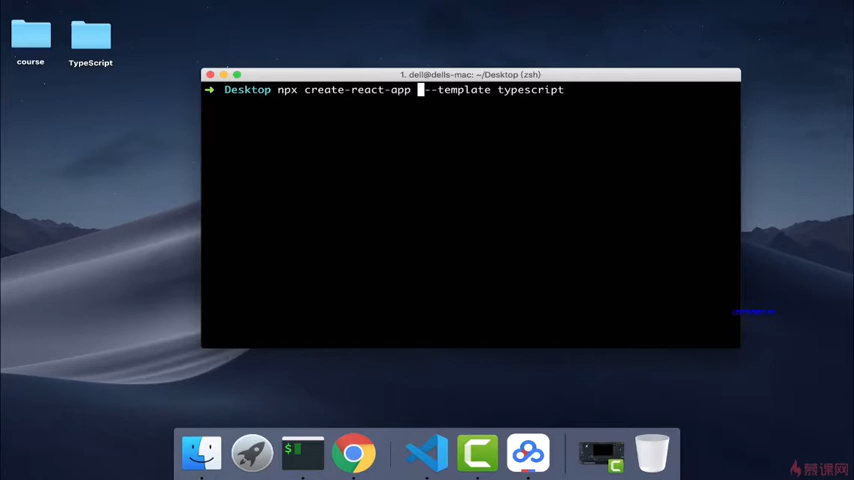 course
TypeScript
1. dell@dells-mac: ~/Desktop (zsh)
➜ Desktop npx create-react-app --template typescript
$
慕课网